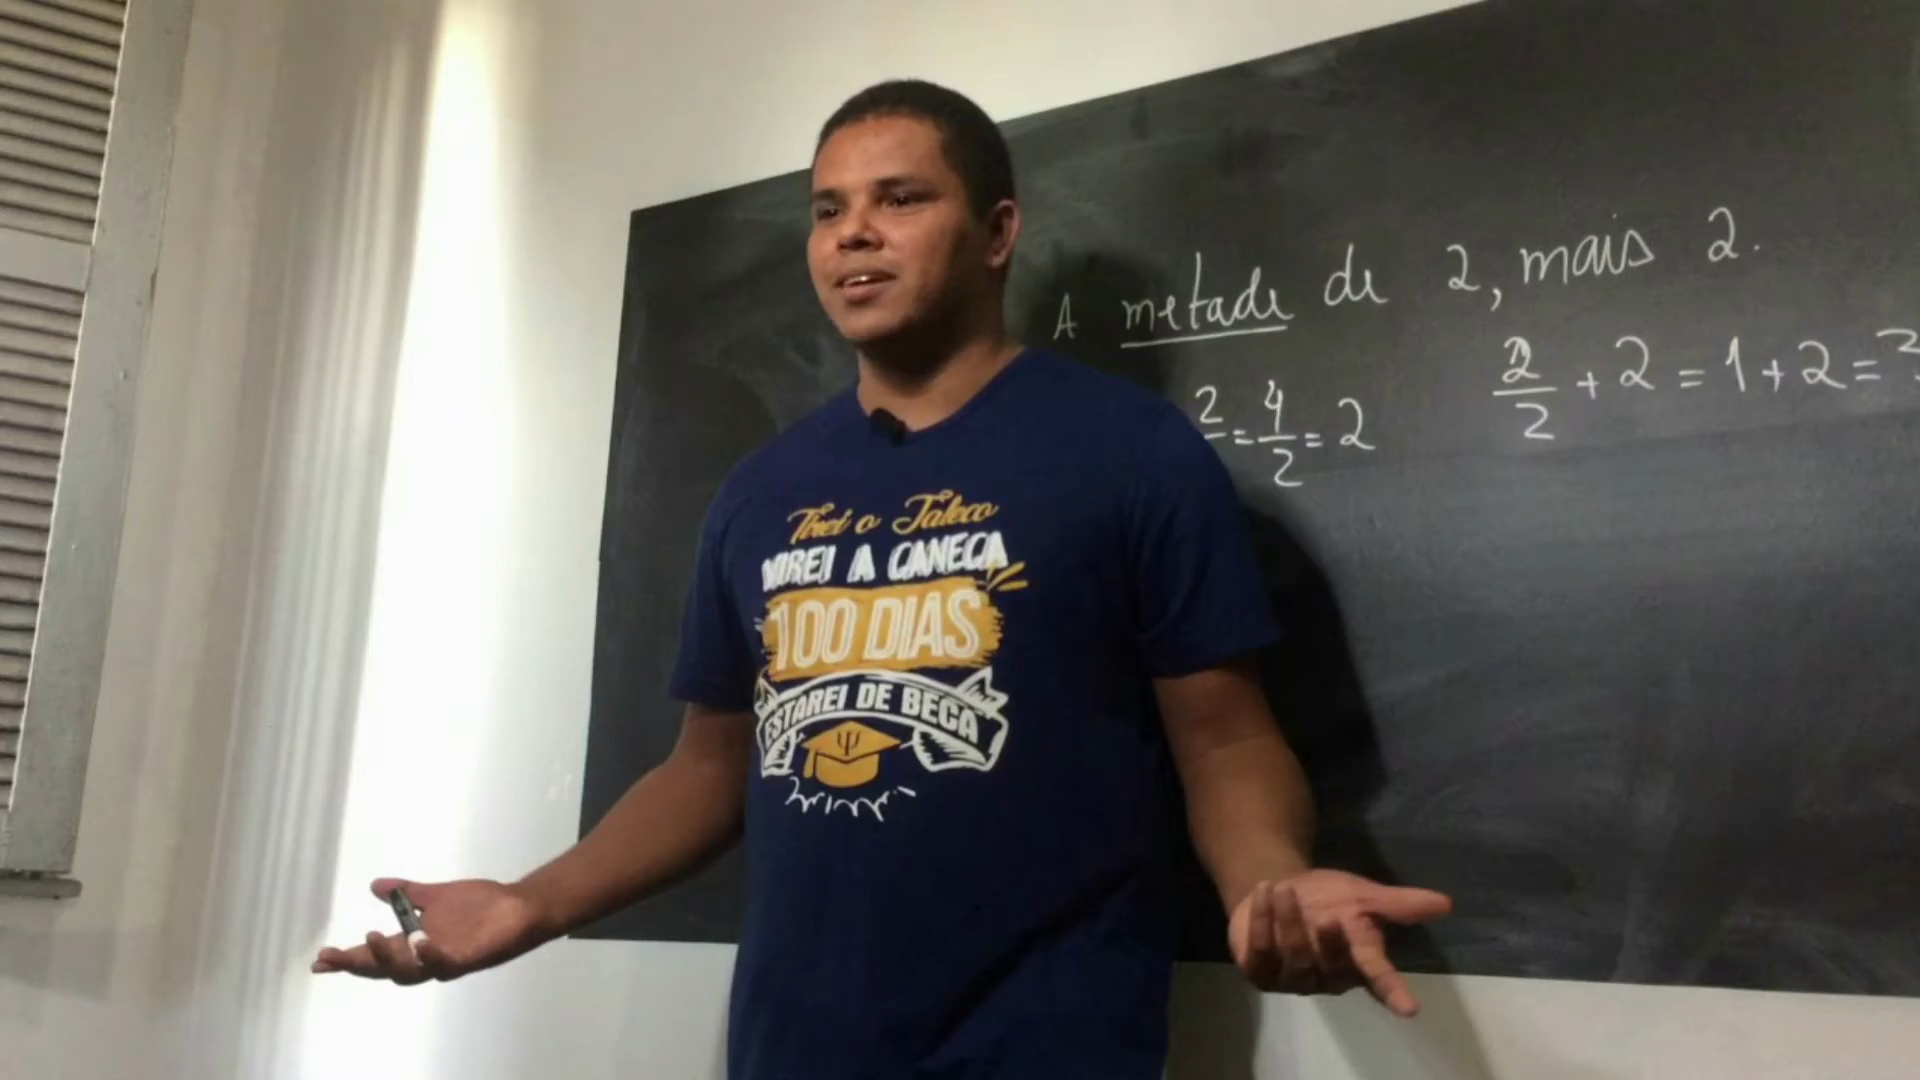 A metade de 2, mais 2.
2/2 + 2 = 1 + 2 = 3
2 = 4/2 = 2
Tirei o Jaleco
VIREI A CANECA
100 DIAS
ESTAREI DE BECA
Ψ